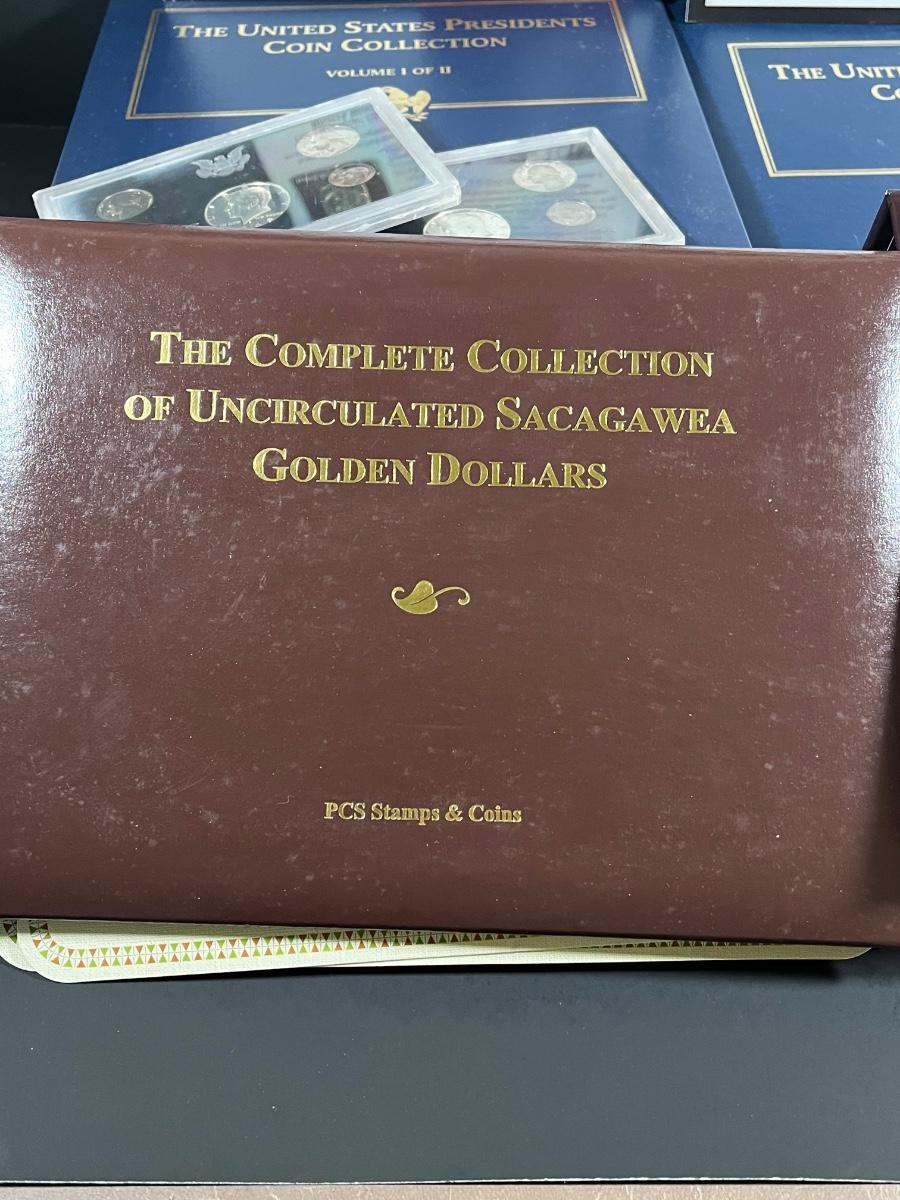 THE UNITED STATES PRESIDENTS
COIN COLLECTION
VOLUME I OF II
THE
THE COMPLETE COLLECTION
OF UNCIRCULATED SACAGAWEA
GOLDEN DOLLARS
PCS Stamps & Coins